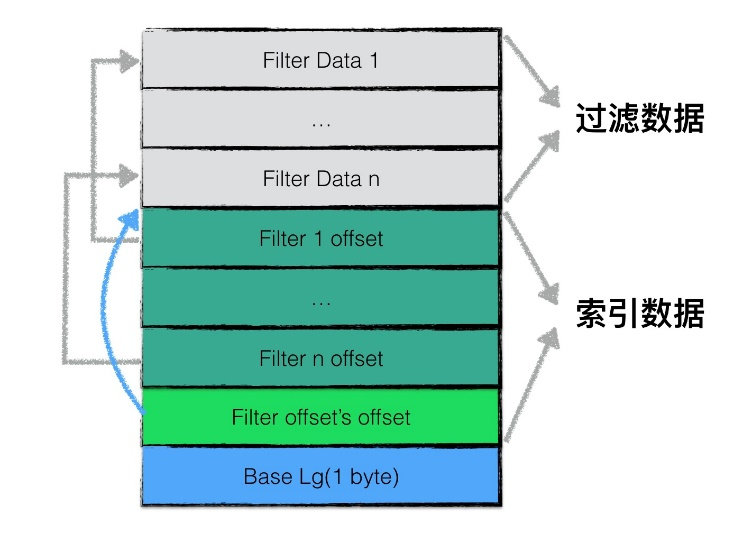 Filter Data 1
...
Filter Data n
过滤数据
Filter 1 offset
...
Filter n offset
索引数据
Filter offset's offset
Base Lg(1 byte)